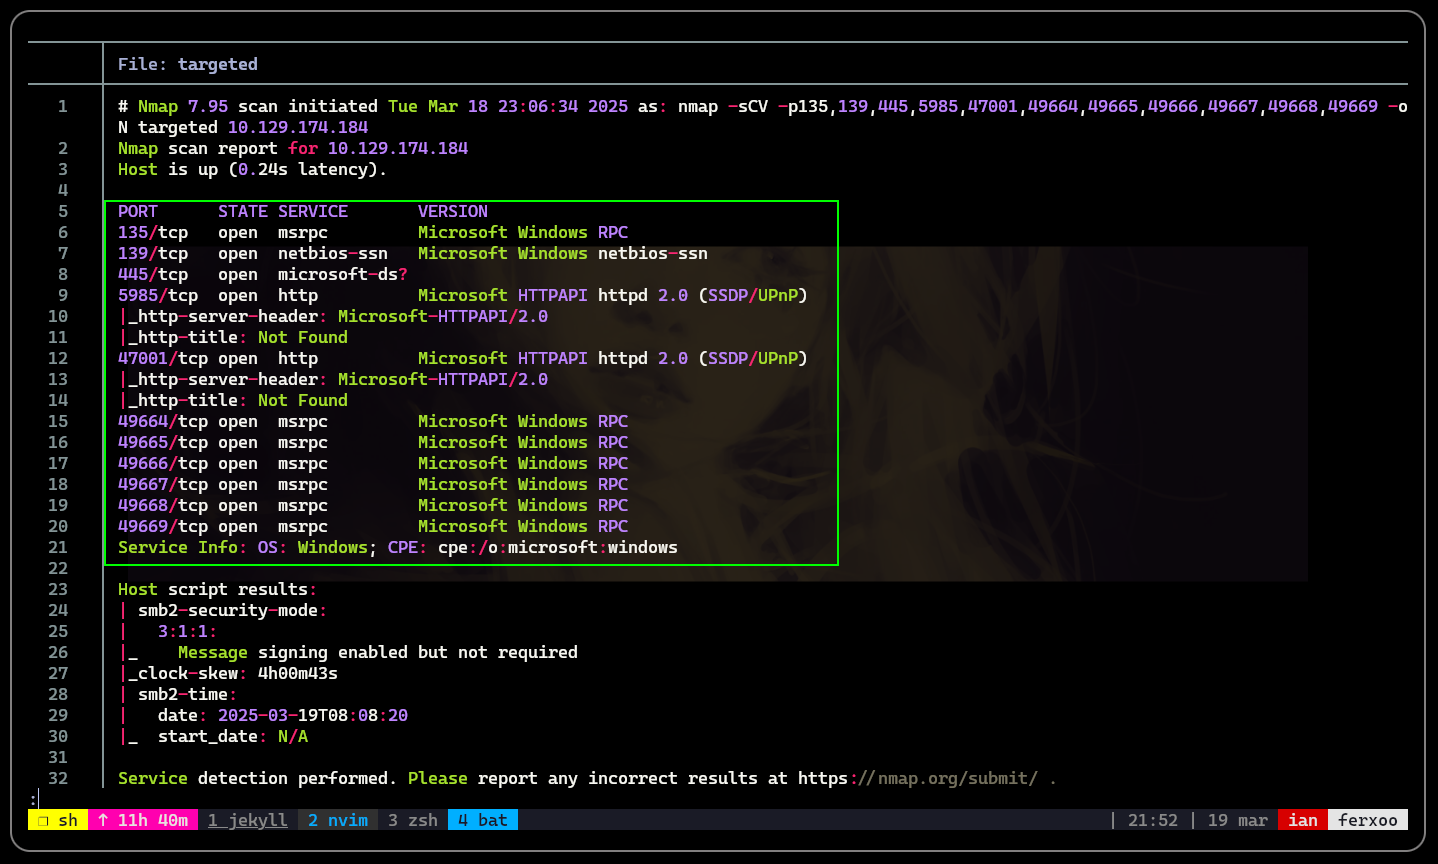 File: targeted
1 # Nmap 7.95 scan initiated Tue Mar 18 23:06:34 2025 as: nmap -sCV -p135,139,445,5985,47001,49664,49665,49666,49667,49668,49669 -o
N targeted 10.129.174.184
2 Nmap scan report for 10.129.174.184
3 Host is up (0.24s latency).
4
5 PORT      STATE SERVICE       VERSION
6 135/tcp   open  msrpc         Microsoft Windows RPC
7 139/tcp   open  netbios-ssn   Microsoft Windows netbios-ssn
8 445/tcp   open  microsoft-ds?
9 5985/tcp  open  http          Microsoft HTTPAPI httpd 2.0 (SSDP/UPnP)
10 |_http-server-header: Microsoft-HTTPAPI/2.0
11 |_http-title: Not Found
12 47001/tcp open  http          Microsoft HTTPAPI httpd 2.0 (SSDP/UPnP)
13 |_http-server-header: Microsoft-HTTPAPI/2.0
14 |_http-title: Not Found
15 49664/tcp open  msrpc         Microsoft Windows RPC
16 49665/tcp open  msrpc         Microsoft Windows RPC
17 49666/tcp open  msrpc         Microsoft Windows RPC
18 49667/tcp open  msrpc         Microsoft Windows RPC
19 49668/tcp open  msrpc         Microsoft Windows RPC
20 49669/tcp open  msrpc         Microsoft Windows RPC
21 Service Info: OS: Windows; CPE: cpe:/o:microsoft:windows
22
23 Host script results:
24 | smb2-security-mode:
25 |   3:1:1:
26 |_    Message signing enabled but not required
27 |_clock-skew: 4h00m43s
28 | smb2-time:
29 |   date: 2025-03-19T08:08:20
30 |_  start_date: N/A
31
32 Service detection performed. Please report any incorrect results at https://nmap.org/submit/ .
:
❐ sh ↑ 11h 40m 1 jekyll 2 nvim 3 zsh 4 bat | 21:52 | 19 mar ian ferxoo